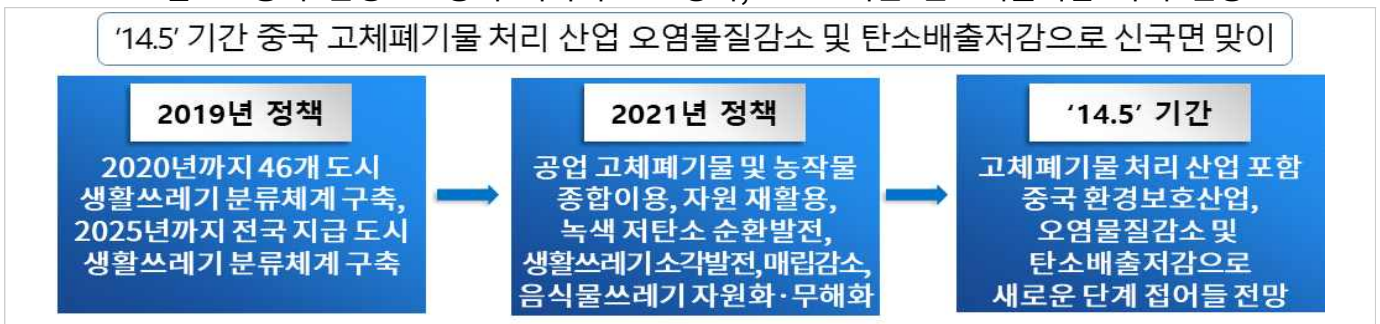 '14.5' 기간 중국 고체폐기물 처리 산업 오염물질감소 및 탄소배출저감으로 신국면 맞이
2019년 정책
2020년까지 46개 도시
생활쓰레기 분류체계 구축,
2025년까지 전국 지급 도시
생활쓰레기 분류체계 구축
2021년 정책
공업 고체폐기물 및 농작물
종합이용, 자원 재활용,
녹색 저탄소 순환발전,
생활쓰레기소각발전,매립감소,
음식물쓰레기 자원화·무해화
'14.5' 기간
고체폐기물 처리 산업 포함
중국 환경보호산업,
오염물질감소 및
탄소배출저감으로
새로운 단계 접어들 전망